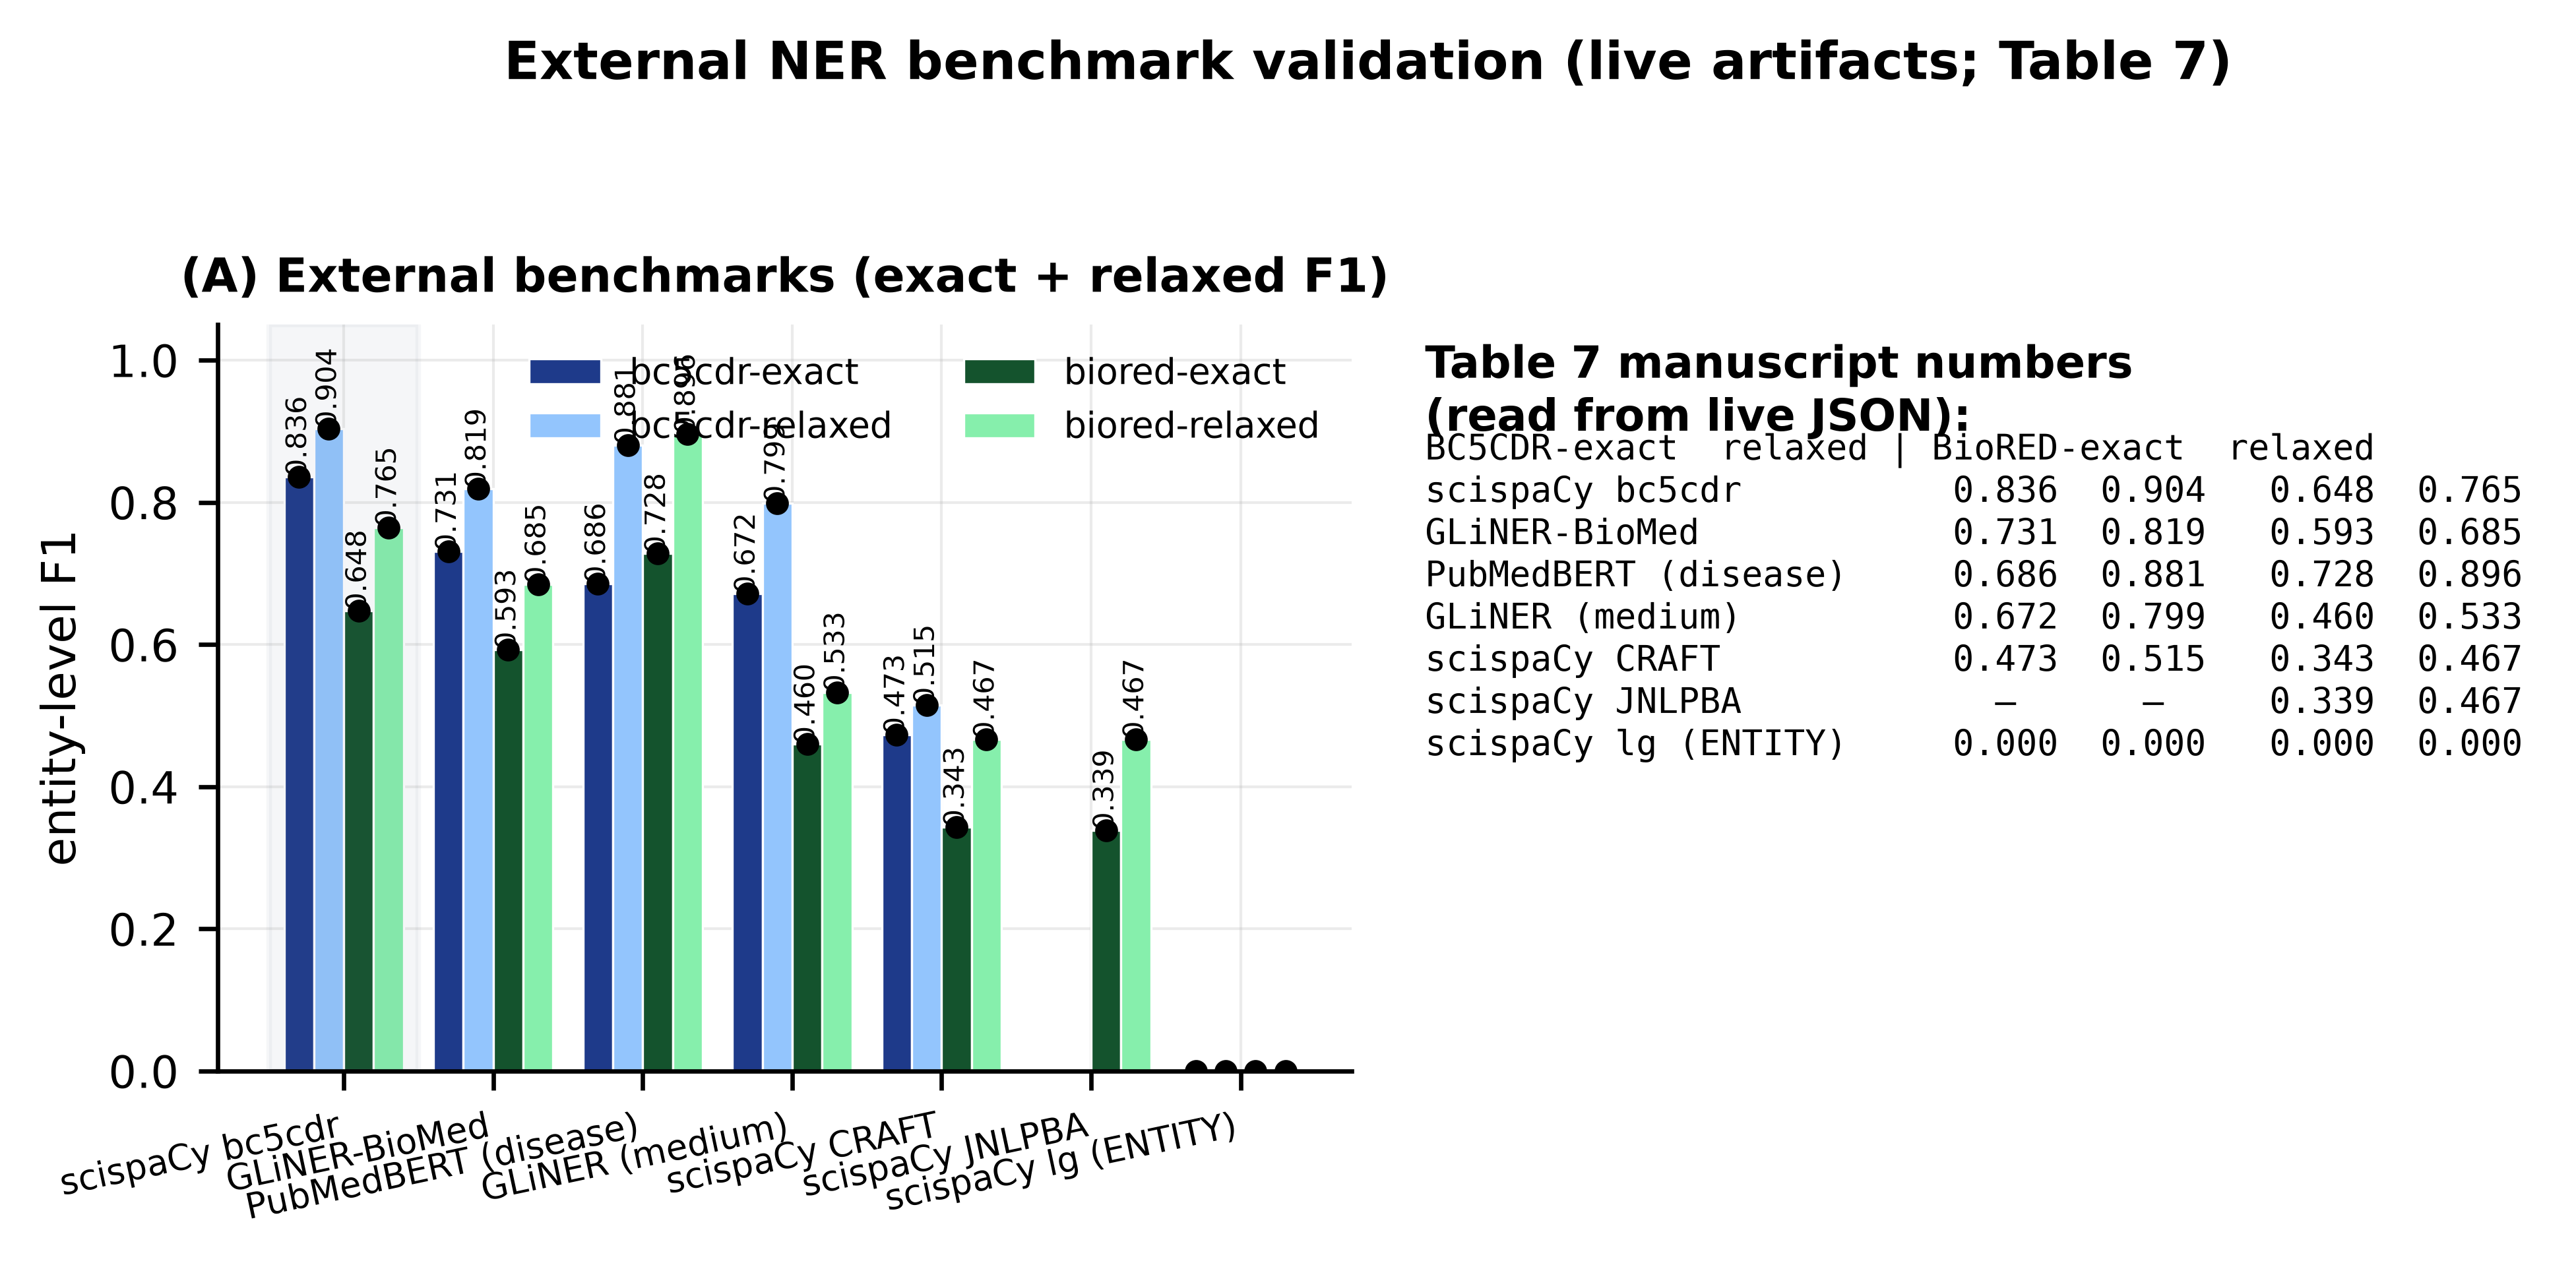 External NER benchmark validation (live artifacts; Table 7)
(A) External benchmarks (exact + relaxed F1)
entity-level F1
1.0
0.8
0.6
0.4
0.2
0.0
bc5cdr-exact
bc5cdr-relaxed
biored-exact
biored-relaxed
0.836
0.904
0.648
0.765
0.731
0.819
0.593
0.685
0.686
0.881
0.728
0.896
0.672
0.799
0.460
0.533
0.473
0.515
0.343
0.467
0.339
0.467
scispaCy bc5cdr
GLiNER-BioMed
PubMedBERT (disease)
GLiNER (medium)
scispaCy CRAFT
scispaCy JNLPBA
scispaCy lg (ENTITY)
Table 7 manuscript numbers
(read from live JSON):
BC5CDR-exact relaxed | BioRED-exact relaxed
scispaCy bc5cdr 0.836 0.904 0.648 0.765
GLiNER-BioMed 0.731 0.819 0.593 0.685
PubMedBERT (disease) 0.686 0.881 0.728 0.896
GLiNER (medium) 0.672 0.799 0.460 0.533
scispaCy CRAFT 0.473 0.515 0.343 0.467
scispaCy JNLPBA — — 0.339 0.467
scispaCy lg (ENTITY) 0.000 0.000 0.000 0.000